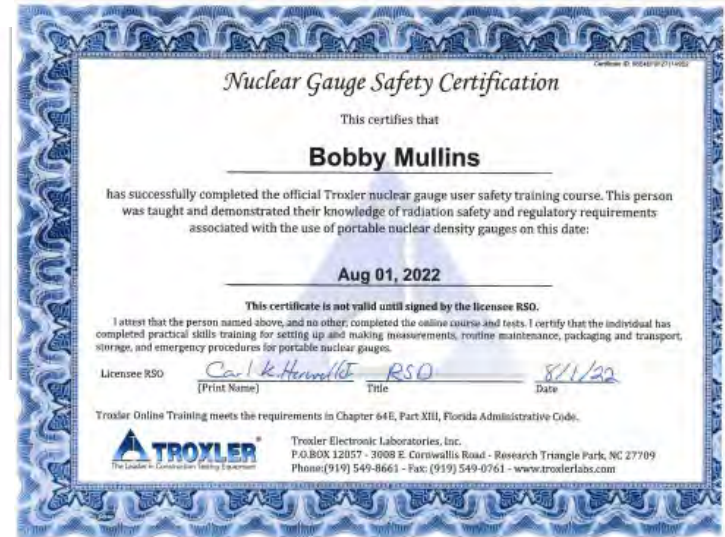 Certificate ID:
Nuclear Gauge Safety Certification
This certifies that
Bobby Mullins
has successfully completed the official Troxler nuclear gauge user safety training course. This person
was taught and demonstrated their knowledge of radiation safety and regulatory requirements
associated with the use of portable nuclear density gauges on this date:
Aug 01, 2022
This certificate is not valid until signed by the licensee RSO.
I attest that the person named above, and no other, completed the online course and tests. I certify that the individual has
completed practical skills training for setting up and making measurements, routine maintenance, packaging and transport,
storage, and emergency procedures for portable nuclear gauges.
Licensee RSO Carl K. RSO 8/1/22
(Print Name) Title Date
Troxler Online Training meets the requirements in Chapter 64E, Part XIII, Florida Administrative Code.
TROXLER®
The Leader in Construction Testing Equipment
Troxler Electronic Laboratories, Inc.
P.O.BOX 12057 - 3008 E. Cornwallis Road - Research Triangle Park, NC 27709
Phone:(919) 549-8661 - Fax: (919) 549-0761 - www.troxlerlabs.com